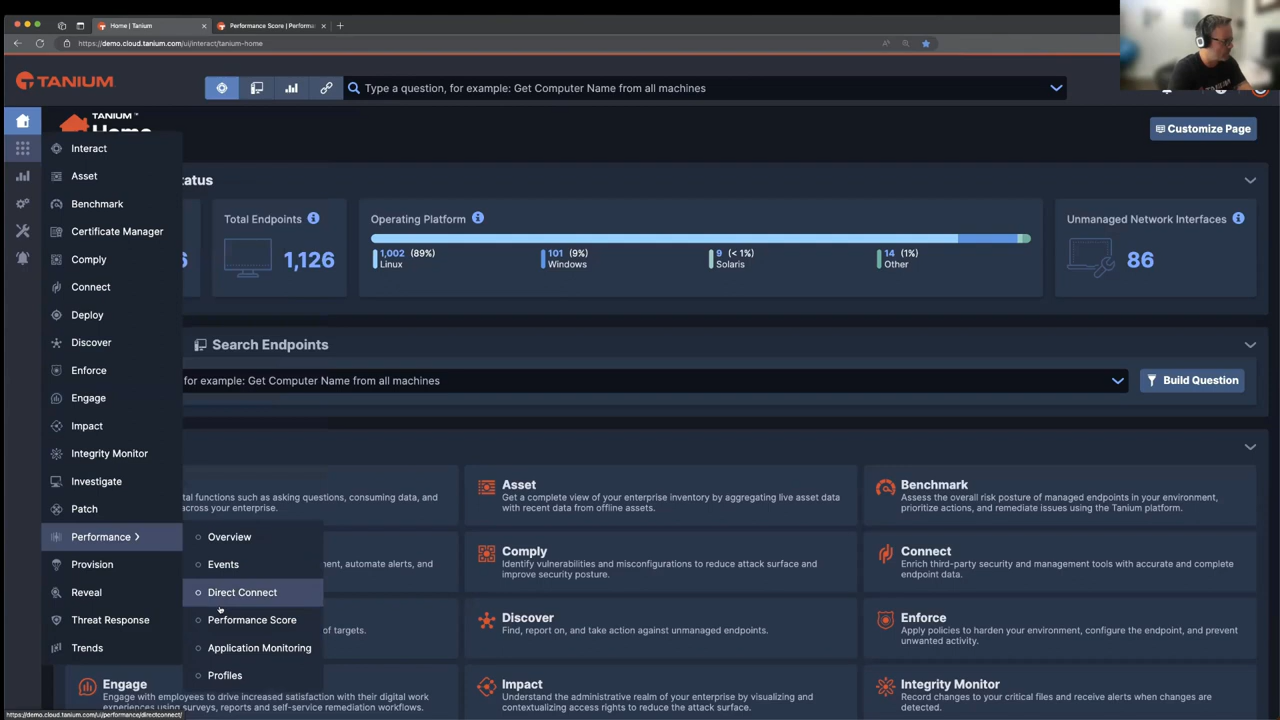 Home | Tanium
Performance Score | Performa
https://demo.cloud.tanium.com/ui/interact/tanium-home
TANIUM
Type a question, for example: Get Computer Name from all machines
TANIUM™
Home
Customize Page
Interact
Asset
Benchmark
Certificate Manager
Comply
Connect
Deploy
Discover
Enforce
Engage
Impact
Integrity Monitor
Investigate
Patch
Performance
Provision
Reveal
Threat Response
Trends
Overview
Events
Direct Connect
Performance Score
Application Monitoring
Profiles
tatus
6
Total Endpoints
1,126
Operating Platform
1,002 (89%)
Linux
101 (9%)
Windows
9 (< 1%)
Solaris
14 (1%)
Other
Unmanaged Network Interfaces
86
Search Endpoints
for example: Get Computer Name from all machines
Build Question
tal functions such as asking questions, consuming data, and
across your enterprise.
Asset
Get a complete view of your enterprise inventory by aggregating live asset data
with recent data from offline assets.
Benchmark
Assess the overall risk posture of managed endpoints in your environment,
prioritize actions, and remediate issues using the Tanium platform.
ment, automate alerts, and
Comply
Identify vulnerabilities and misconfigurations to reduce attack surface and
improve security posture.
Connect
Enrich third-party security and management tools with accurate and complete
endpoint data.
of targets.
Discover
Find, report on, and take action against unmanaged endpoints.
Enforce
Apply policies to harden your environment, configure the endpoint, and prevent
unwanted activity.
Engage
Engage with employees to drive increased satisfaction with their digital work
experiences using surveys, reports and self-service remediation workflows.
Impact
Understand the administrative realm of your enterprise by visualizing and
contextualizing access rights to reduce the attack surface.
Integrity Monitor
Record changes to your critical files and receive alerts when changes are
detected.
https://demo.cloud.tanium.com/ui/performance/directconnect/